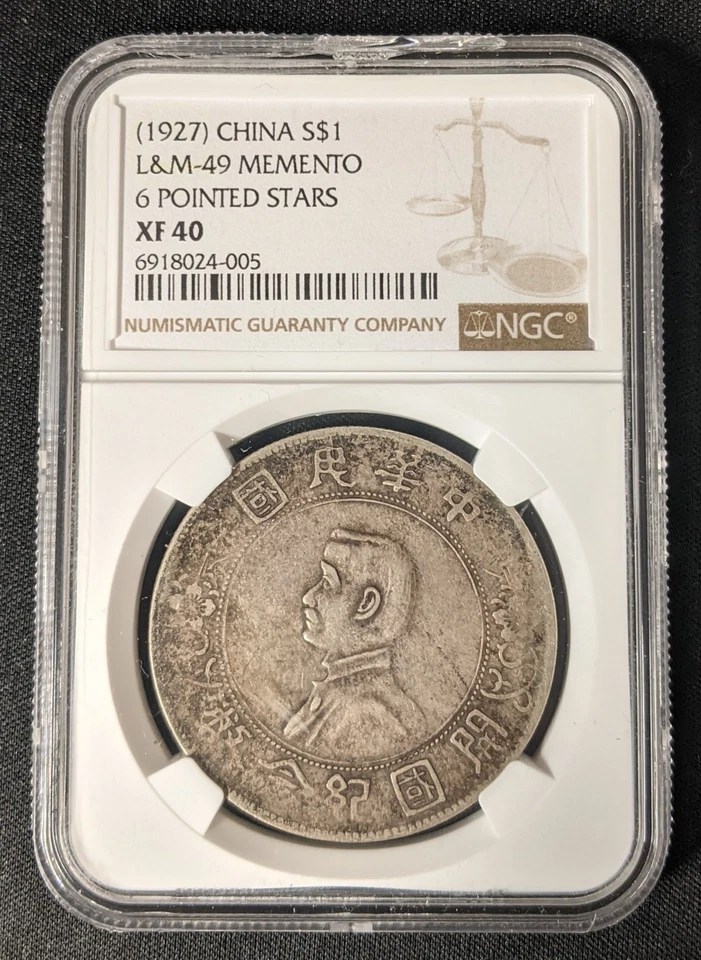 (1927) CHINA S$1
L&M-49 MEMENTO
6 POINTED STARS
XF 40
6918024-005
NUMISMATIC GUARANTY COMPANY
NGC®
中華民國
開國紀念幣